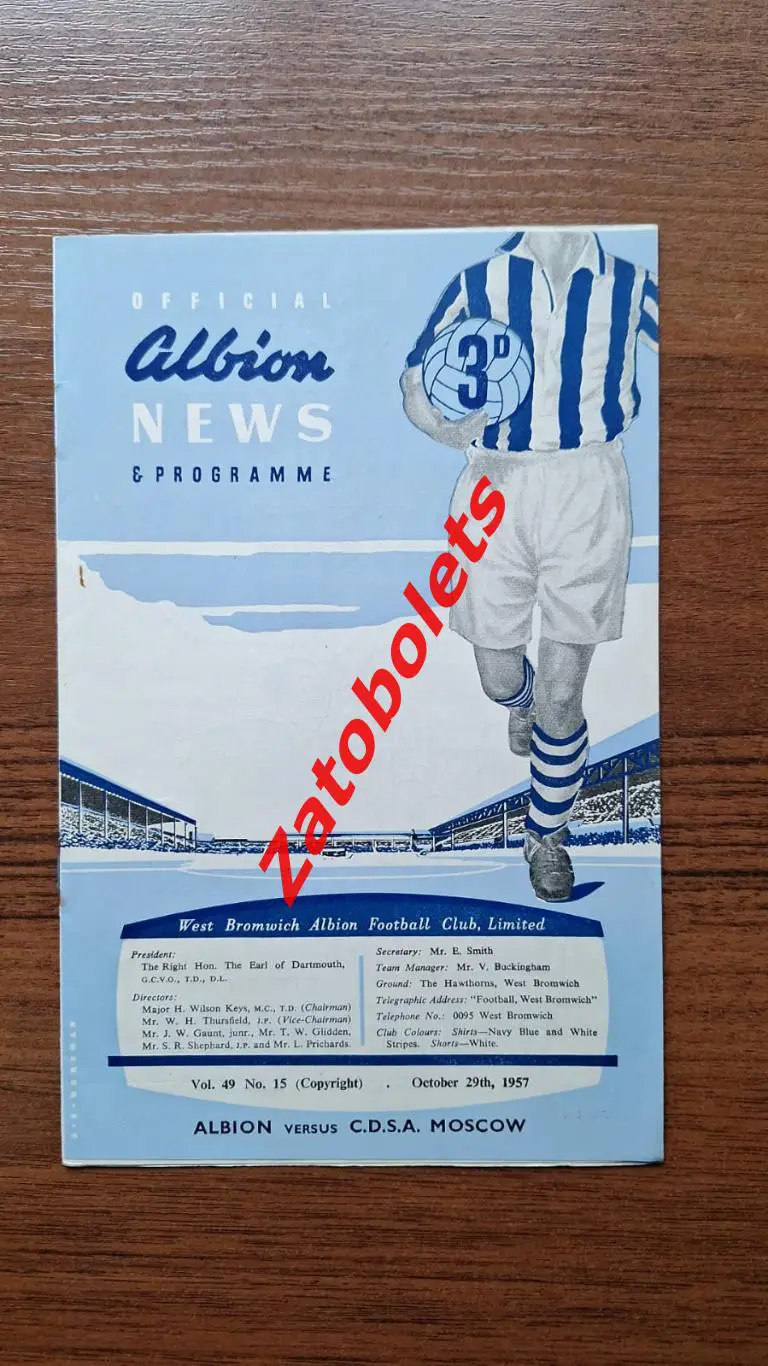 OFFICIAL
Albion
NEWS
& PROGRAMME
3D
Zatobolets
West Bromwich Albion Football Club, Limited
President:
The Right Hon. The Earl of Dartmouth,
G.C.V.O., T.D., D.L.
Directors:
Major H. Wilson Keys, M.C., T.D. (Chairman)
Mr. W. H. Thursfield, J.P. (Vice-Chairman)
Mr. J. W. Gaunt, junr., Mr. T. W. Glidden,
Mr. S. R. Shephard, J.P. and Mr. L. Prichards.
Secretary: Mr. E. Smith
Team Manager: Mr. V. Buckingham
Ground: The Hawthorns, West Bromwich
Telegraphic Address: "Football, West Bromwich"
Telephone No.: 0095 West Bromwich
Club Colours: Shirts—Navy Blue and White
Stripes. Shorts—White.
Vol. 49 No. 15 (Copyright) . October 29th, 1957
ALBION VERSUS C.D.S.A. MOSCOW